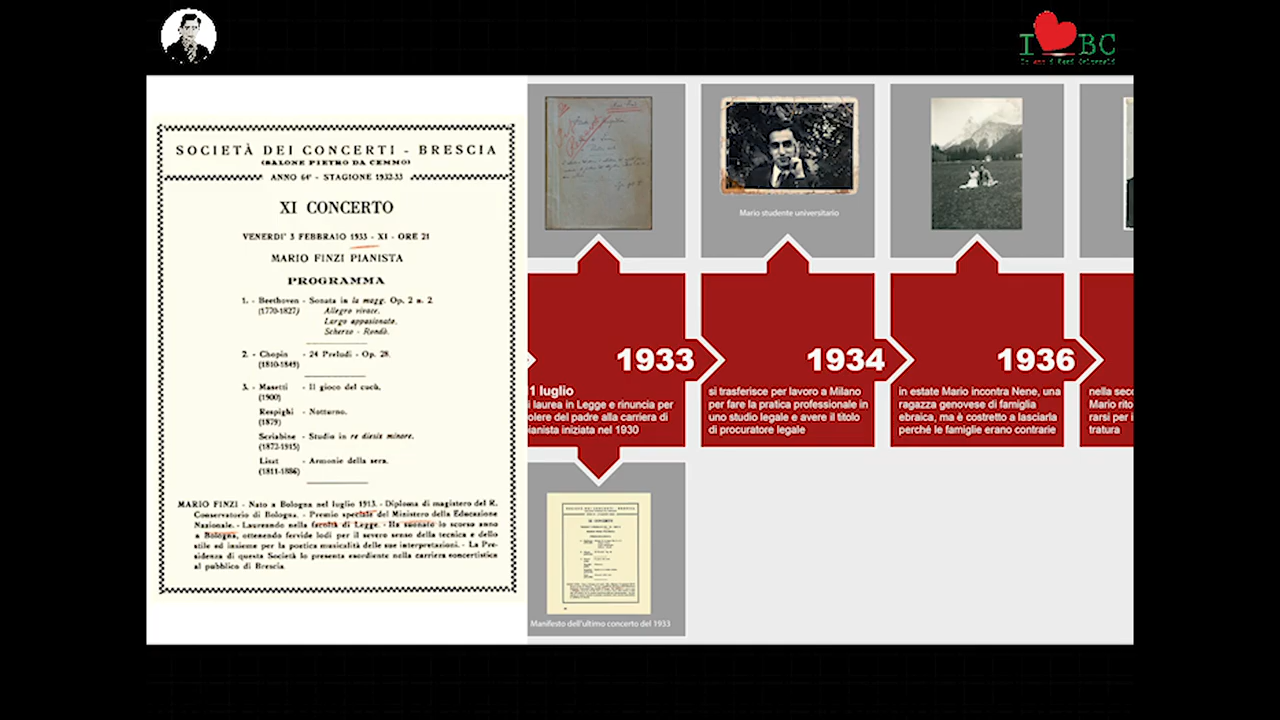 I BC
SOCIETÀ DEI CONCERTI - BRESCIA
(SALONE PIETRO DA CEMMO)
ANNO 64° - STAGIONE 1932-33
XI CONCERTO
VENERDI' 3 FEBBRAIO 1933 - XI - ORE 21
MARIO FINZI PIANISTA
PROGRAMMA
1. - Beethoven - Sonata in la magg. Op. 2 n. 2.
(1770-1827) Allegro vivace.
Largo appasionato.
Scherzo - Rondò.
2. - Chopin - 24 Preludi - Op. 28.
(1810-1849)
3. - Masetti - Il gioco del cucù.
(1900)
Respighi - Notturno.
(1879)
Scriabine - Studio in re diesis minore.
(1872-1915)
Liszt - Armonie della sera.
(1811-1886)
MARIO FINZI - Nato a Bologna nel luglio 1913. - Diploma di magistero del R.
Conservatorio di Bologna. - Premio speciale del Ministero della Educazione
Nazionale. - Laureando nella facoltà di Legge. - Ha suonato lo scorso anno
a Bologna, ottenendo fervide lodi per il severo senso della tecnica e dello
stile ed insieme per la poetica musicalità delle sue interpretazioni. - La Pre-
sidenza di questa Società lo presenta esordiente nella carriera concertistica
al pubblico di Brescia.
1933
1 luglio
i laurea in Legge e rinuncia per
olere del padre alla carriera di
ianista iniziata nel 1930
Manifesto dell'ultimo concerto del 1933
Mario studente universitario
1934
si trasferisce per lavoro a Milano
per fare la pratica professionale in
uno studio legale e avere il titolo
di procuratore legale
1936
in estate Mario incontra Nene, una
ragazza genovese di famiglia
ebraica, ma è costretto a lasciarla
perché le famiglie erano contrarie
nella seco
Mario rito
rarsi per i
tratura